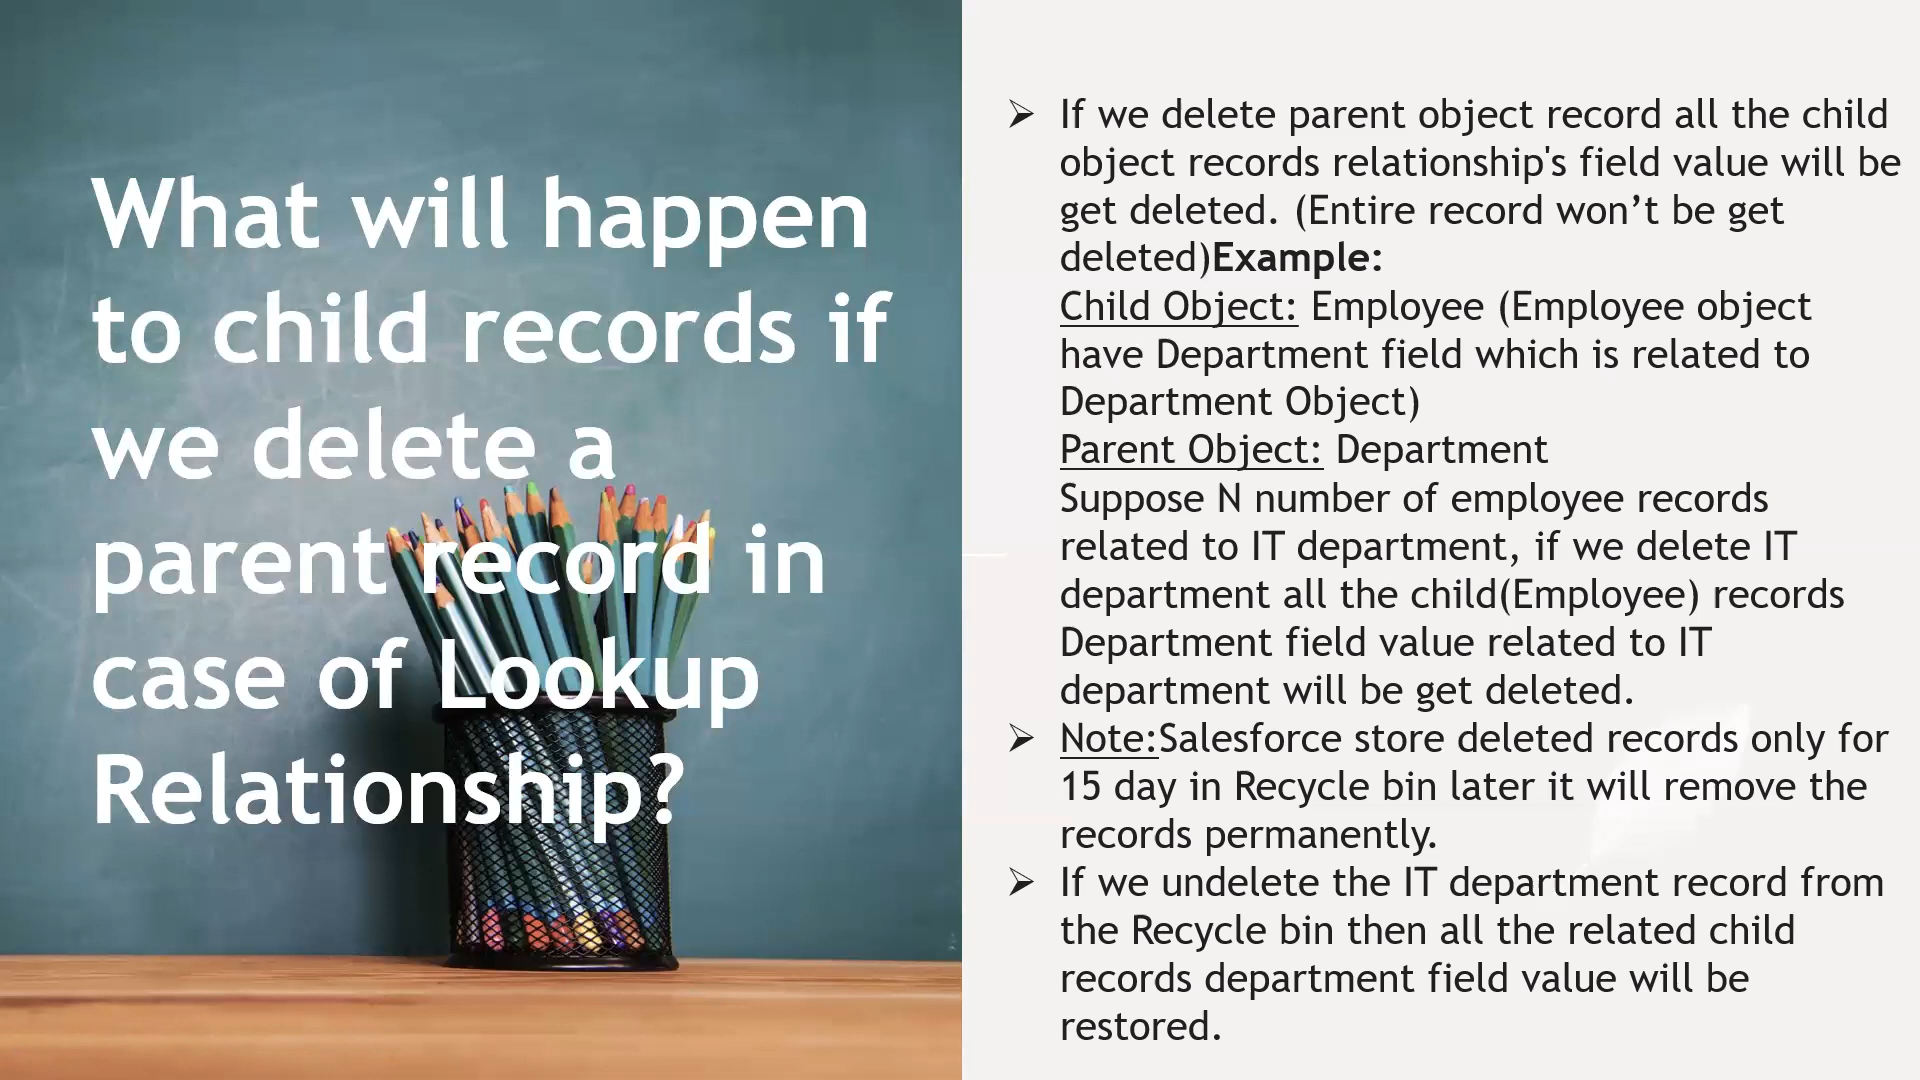 What will happen
to child records if
we delete a
parent record in
case of Lookup
Relationship?
➢ If we delete parent object record all the child
object records relationship's field value will be
get deleted. (Entire record won’t be get
deleted)Example:
Child Object: Employee (Employee object
have Department field which is related to
Department Object)
Parent Object: Department
Suppose N number of employee records
related to IT department, if we delete IT
department all the child(Employee) records
Department field value related to IT
department will be get deleted.
➢ Note:Salesforce store deleted records only for
15 day in Recycle bin later it will remove the
records permanently.
➢ If we undelete the IT department record from
the Recycle bin then all the related child
records department field value will be
restored.